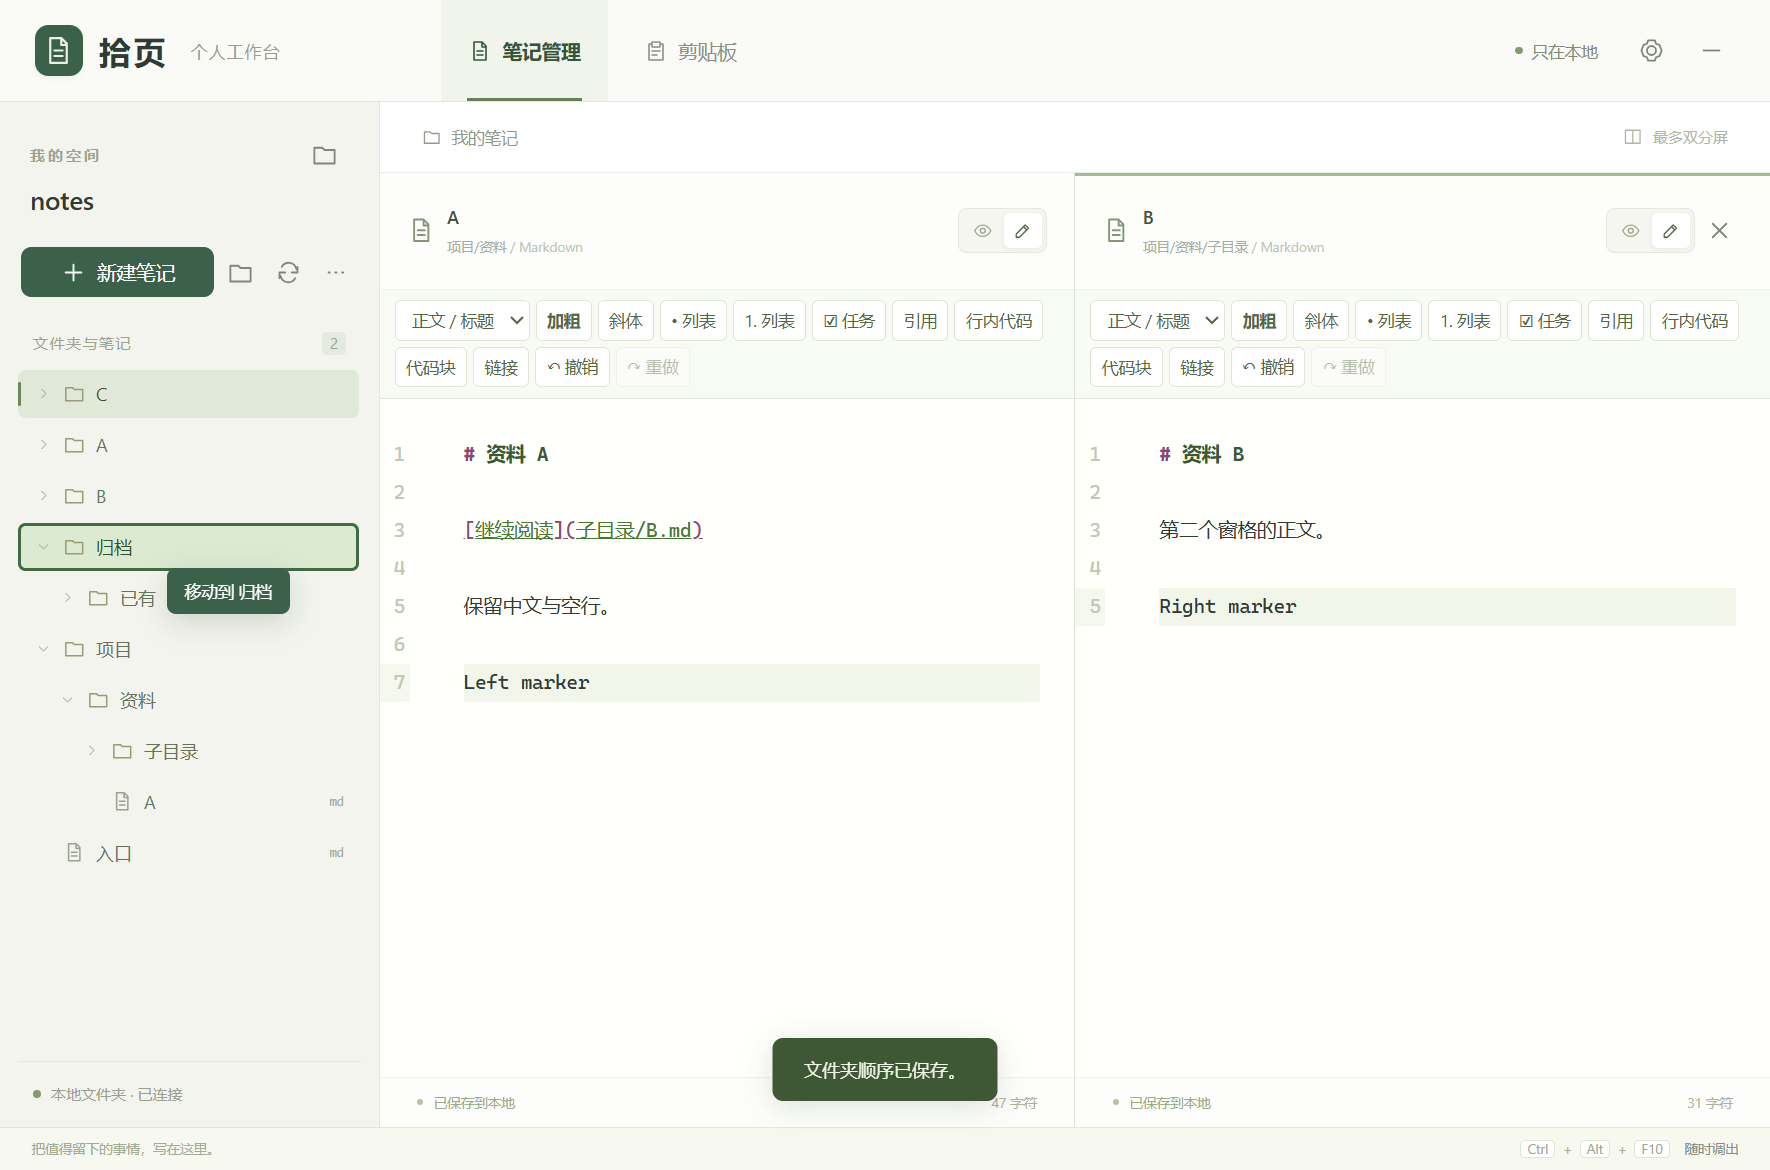 拾页 个人工作台
笔记管理
剪贴板
只在本地
我的空间
notes
新建笔记
文件夹与笔记 2
C
A
B
归档
移动到 归档
已有
项目
资料
子目录
A md
入口 md
本地文件夹 · 已连接
我的笔记
最多双分屏
A
项目/资料 / Markdown
正文 / 标题 加粗 斜体 • 列表 1. 列表 ☑ 任务 引用 行内代码
代码块 链接 ↶ 撤销 ↷ 重做
1 # 资料 A
2
3 [继续阅读](子目录/B.md)
4
5 保留中文与空行。
6
7 Left marker
已保存到本地
47 字符
B
项目/资料/子目录 / Markdown
正文 / 标题 加粗 斜体 • 列表 1. 列表 ☑ 任务 引用 行内代码
代码块 链接 ↶ 撤销 ↷ 重做
1 # 资料 B
2
3 第二个窗格的正文。
4
5 Right marker
已保存到本地
31 字符
文件夹顺序已保存。
把值得留下的事情，写在这里。
Ctrl + Alt + F10 随时调出